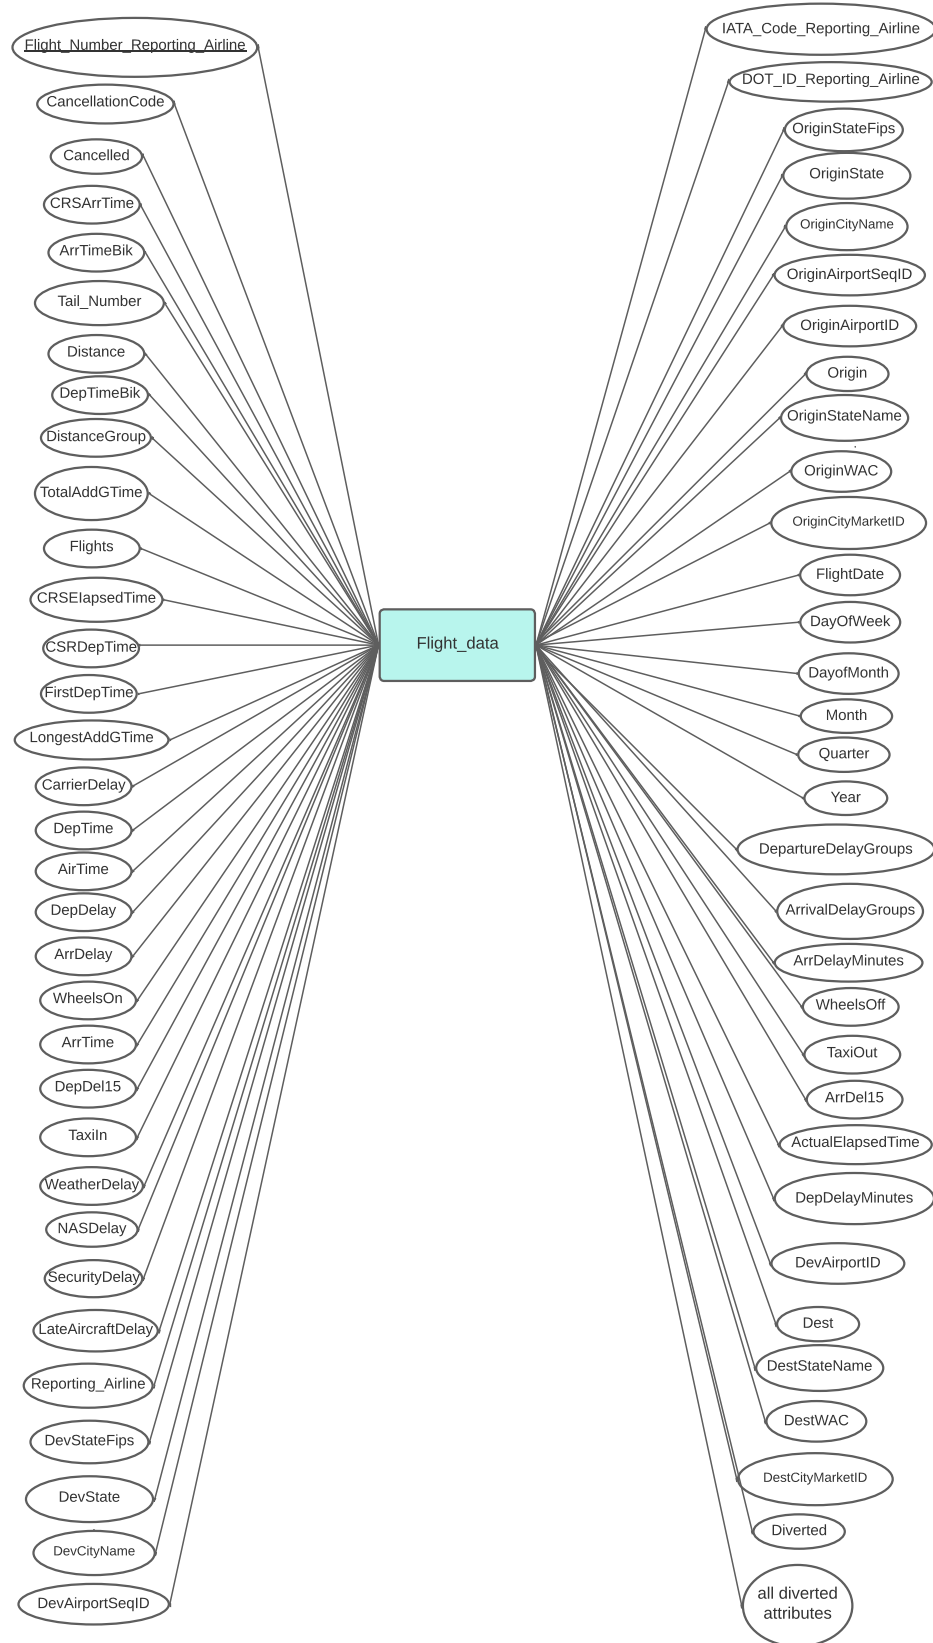 Flight_Number_Reporting_Airline
CancellationCode
Cancelled
CRSArrTime
ArrTimeBik
Tail_Number
Distance
DepTimeBik
DistanceGroup
TotalAddGTime
Flights
CRSElapsedTime
CSRDepTime
FirstDepTime
LongestAddGTime
CarrierDelay
DepTime
AirTime
DepDelay
ArrDelay
WheelsOn
ArrTime
DepDel15
TaxiIn
WeatherDelay
NASDelay
SecurityDelay
LateAircraftDelay
Reporting_Airline
DevStateFips
DevState
DevCityName
DevAirportSeqID
Flight_data
IATA_Code_Reporting_Airline
DOT_ID_Reporting_Airline
OriginStateFips
OriginState
OriginCityName
OriginAirportSeqID
OriginAirportID
Origin
OriginStateName
OriginWAC
OriginCityMarketID
FlightDate
DayOfWeek
DayofMonth
Month
Quarter
Year
DepartureDelayGroups
ArrivalDelayGroups
ArrDelayMinutes
WheelsOff
TaxiOut
ArrDel15
ActualElapsedTime
DepDelayMinutes
DevAirportID
Dest
DestStateName
DestWAC
DestCityMarketID
Diverted
all diverted
attributes